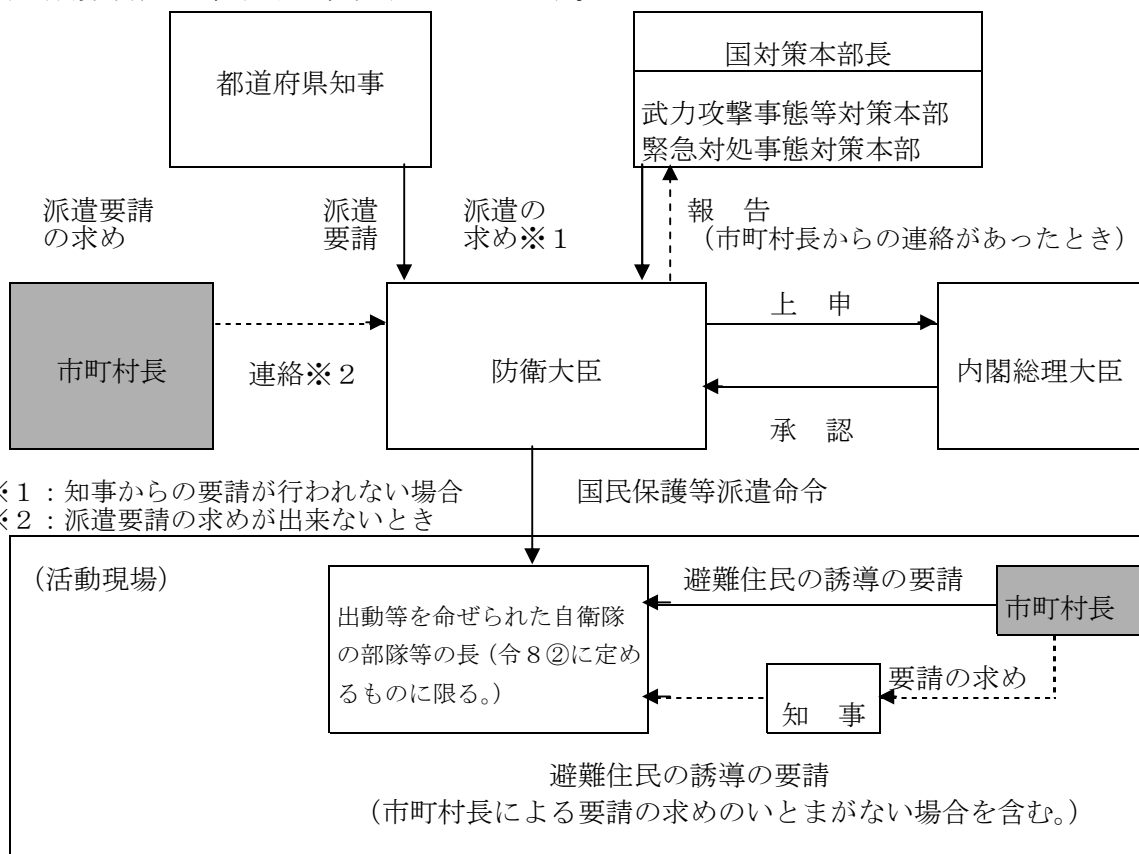 都道府県知事
国対策本部長
武力攻撃事態等対策本部
緊急対処事態対策本部
派遣要請
の求め
派遣
要請
派遣の
求め※1
報 告
(市町村長からの連絡があったとき)
市町村長
連絡※2
防衛大臣
上 申
承 認
内閣総理大臣
※1:知事からの要請が行われない場合
※2:派遣要請の求めが出来ないとき
国民保護等派遣命令
(活動現場)
出動等を命ぜられた自衛隊
の部隊等の長(令8②に定め
るものに限る。)
避難住民の誘導の要請
市町村長
要請の求め
知 事
避難住民の誘導の要請
(市町村長による要請の求めのいとまがない場合を含む。)